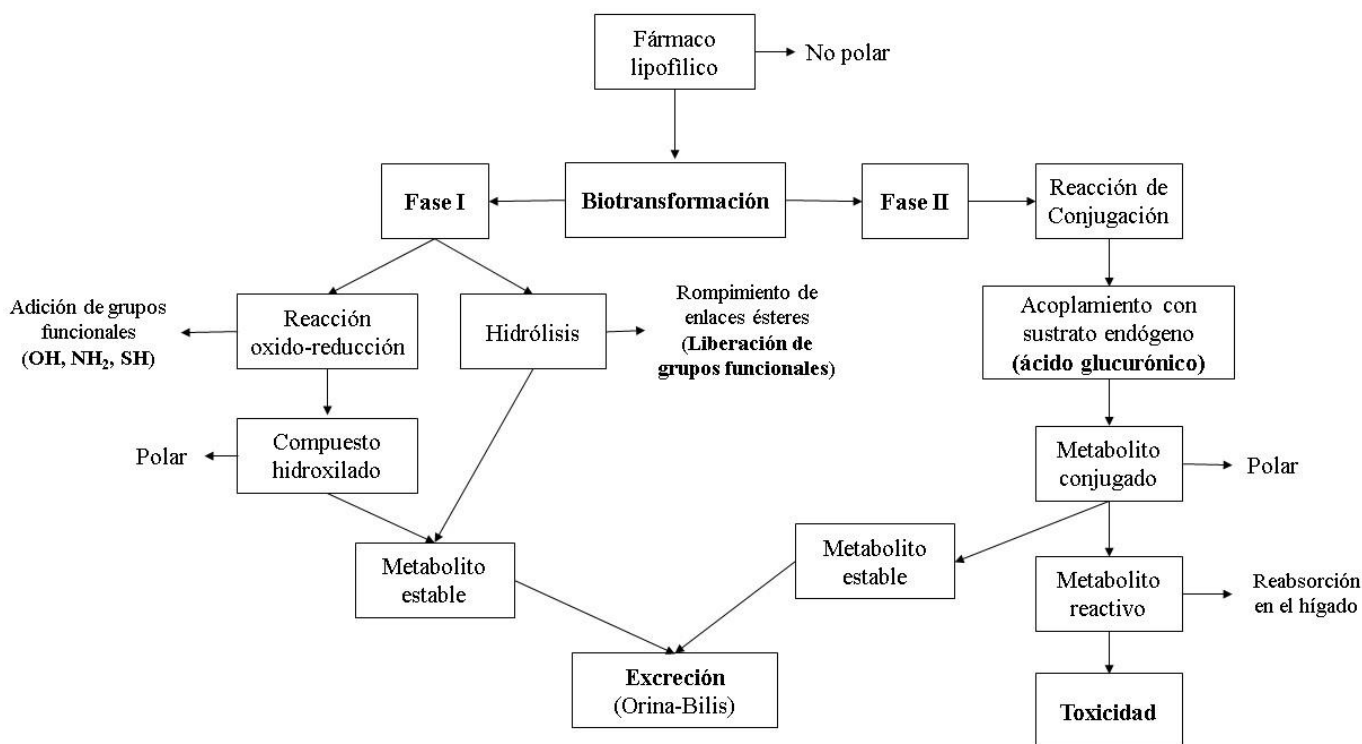 Fármaco
lipofílico
No polar
Fase I
Biotransformación
Fase II
Reacción de
Conjugación
Adición de grupos
funcionales
(OH, NH₂, SH)
Reacción
oxido-reducción
Hidrólisis
Rompimiento de
enlaces ésteres
(Liberación de
grupos funcionales)
Acoplamiento con
sustrato endógeno
(ácido glucurónico)
Polar
Compuesto
hidroxilado
Metabolito
conjugado
Polar
Metabolito
estable
Metabolito
estable
Metabolito
reactivo
Reabsorción
en el hígado
Excreción
(Orina-Bilis)
Toxicidad